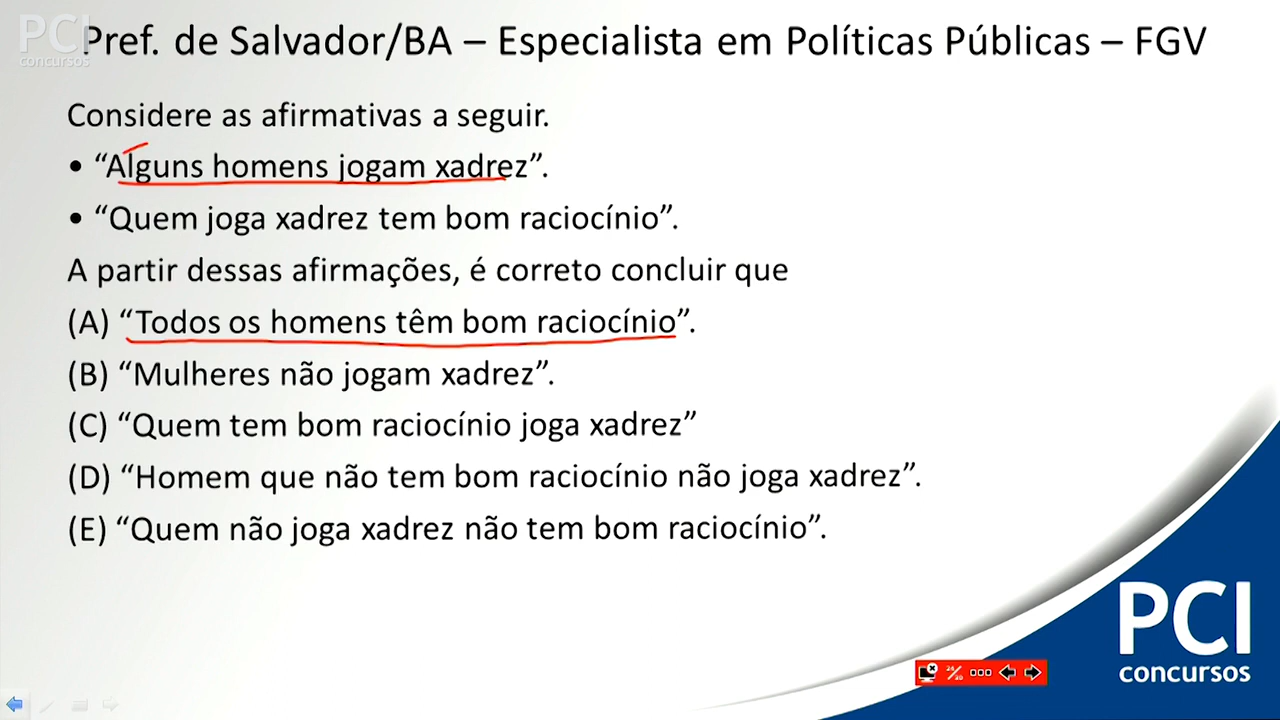 PCI
concursos
Pref. de Salvador/BA – Especialista em Políticas Públicas – FGV
Considere as afirmativas a seguir.
• “Alguns homens jogam xadrez”.
• “Quem joga xadrez tem bom raciocínio”.
A partir dessas afirmações, é correto concluir que
(A) “Todos os homens têm bom raciocínio”.
(B) “Mulheres não jogam xadrez”.
(C) “Quem tem bom raciocínio joga xadrez”
(D) “Homem que não tem bom raciocínio não joga xadrez”.
(E) “Quem não joga xadrez não tem bom raciocínio”.
PCI
concursos